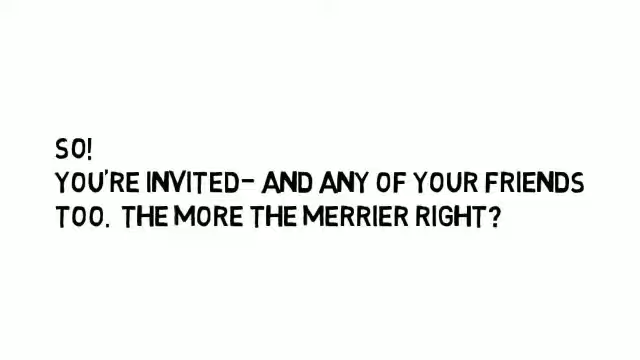 SO!
YOU'RE INVITED- AND ANY OF YOUR FRIENDS
TOO. THE MORE THE MERRIER RIGHT?